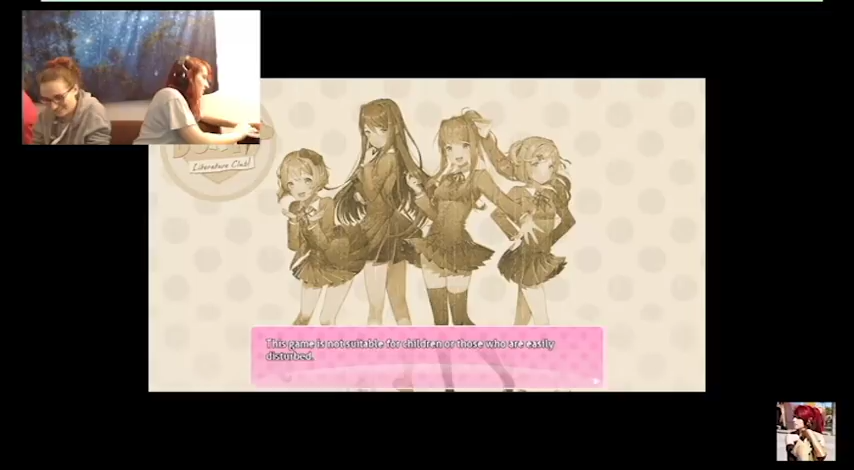 Literature Club!
This game is not suitable for children or those who are easily
disturbed.